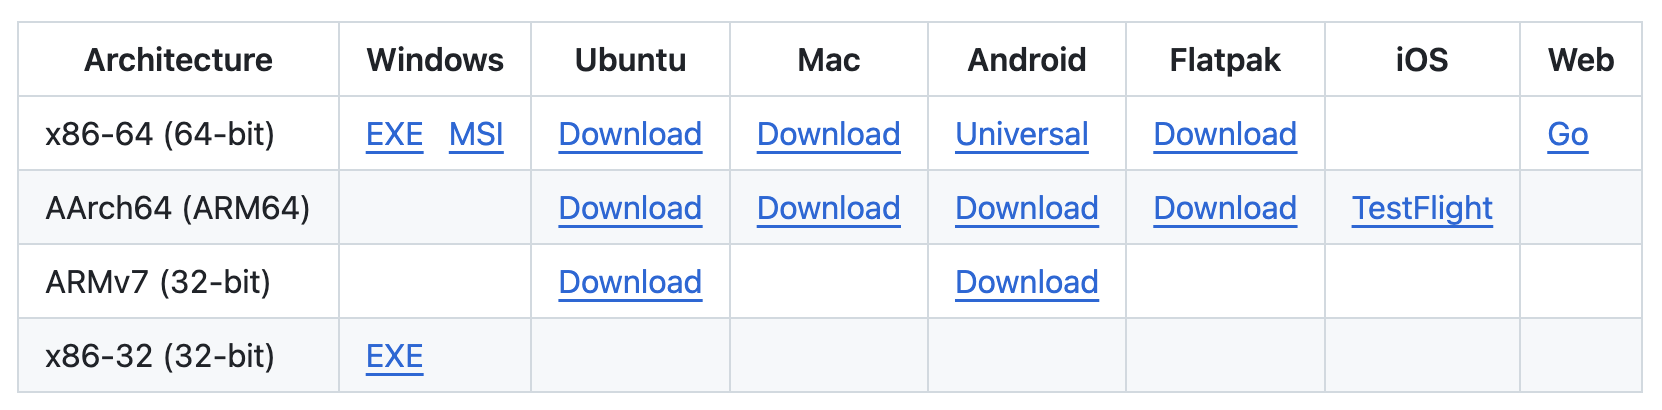 Architecture Windows Ubuntu Mac Android Flatpak iOS Web
x86-64 (64-bit) EXE MSI Download Download Universal Download Go
AArch64 (ARM64) Download Download Download Download TestFlight
ARMv7 (32-bit) Download Download
x86-32 (32-bit) EXE